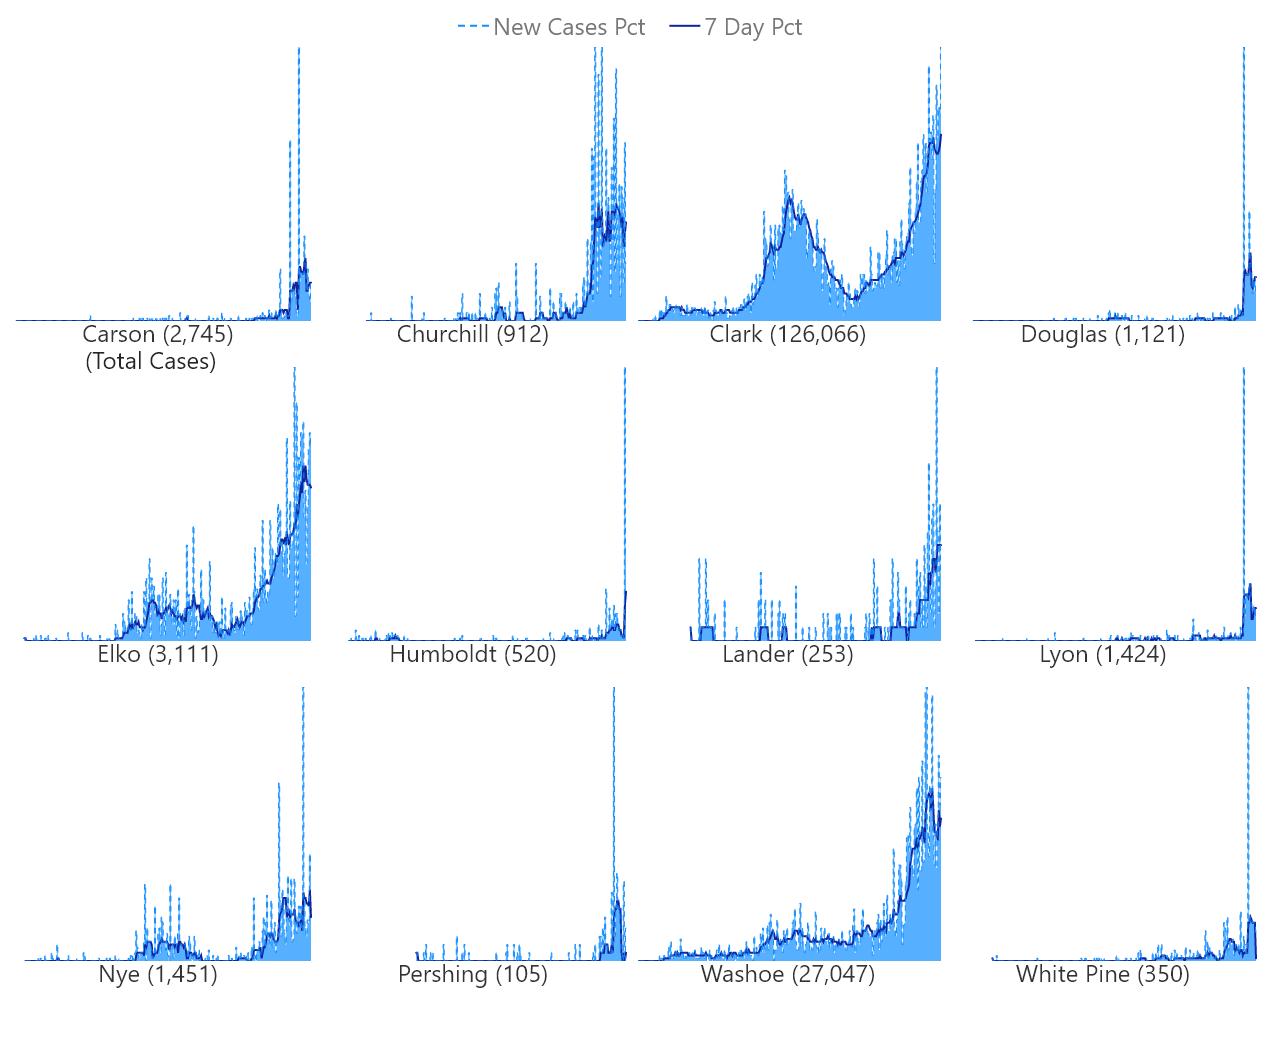 New Cases Pct 7 Day Pct
Carson (2,745) Churchill (912) Clark (126,066) Douglas (1,121)
(Total Cases)
Elko (3,111) Humboldt (520) Lander (253) Lyon (1,424)
Nye (1,451) Pershing (105) Washoe (27,047) White Pine (350)